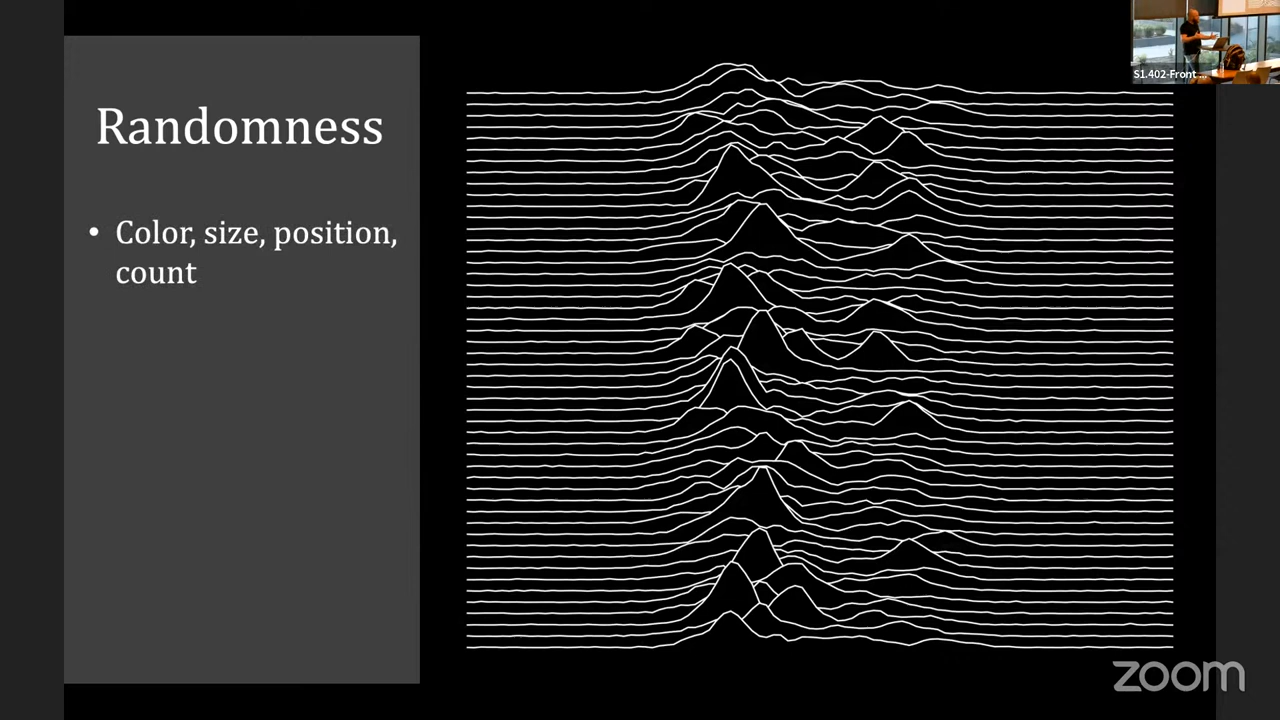 Randomness
• Color, size, position,
count
S1.402-Front ...
zoom